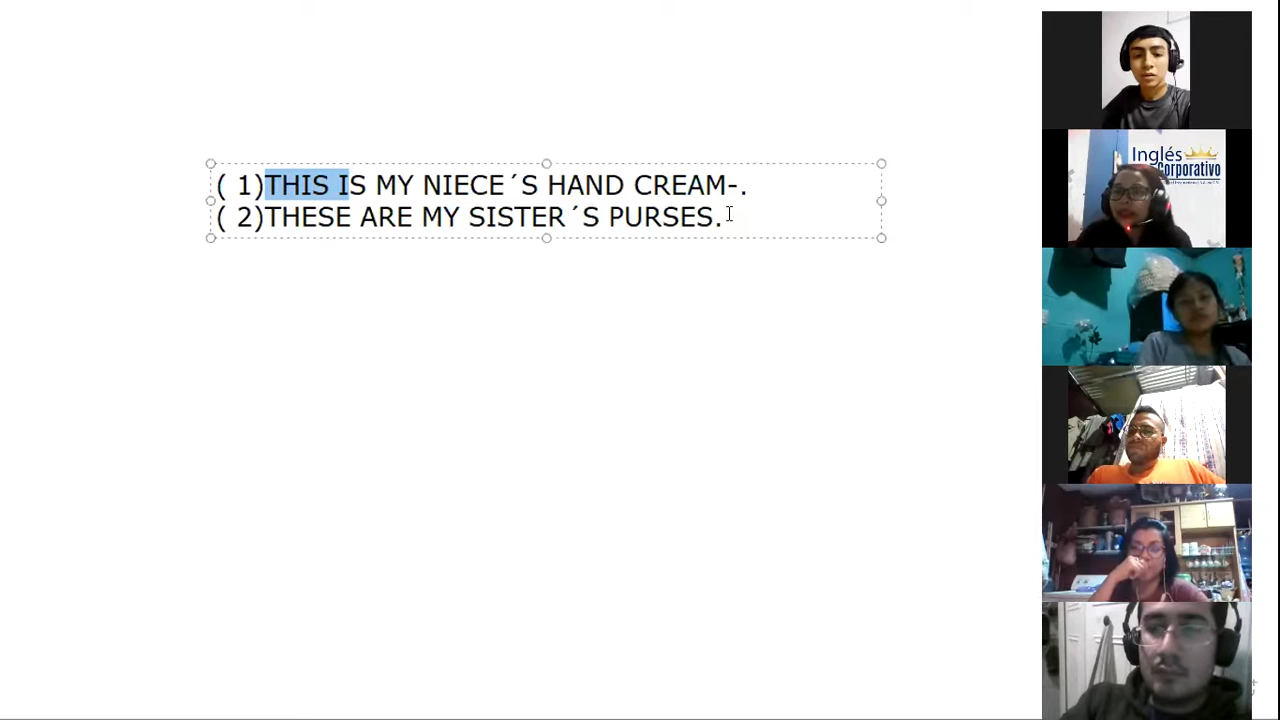 ( 1)THIS IS MY NIECE´S HAND CREAM-.
( 2)THESE ARE MY SISTER´S PURSES.
Inglés
Corporativo